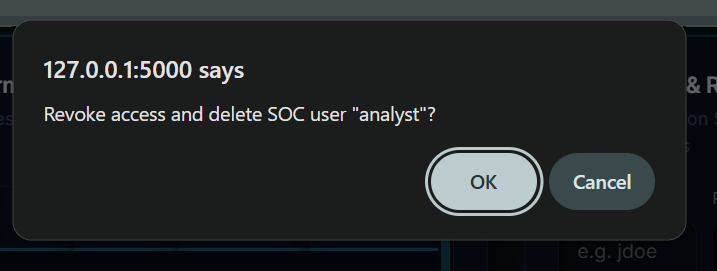 127.0.0.1:5000 says
Revoke access and delete SOC user "analyst"?
OK
Cancel
& R
e.g. jdoe